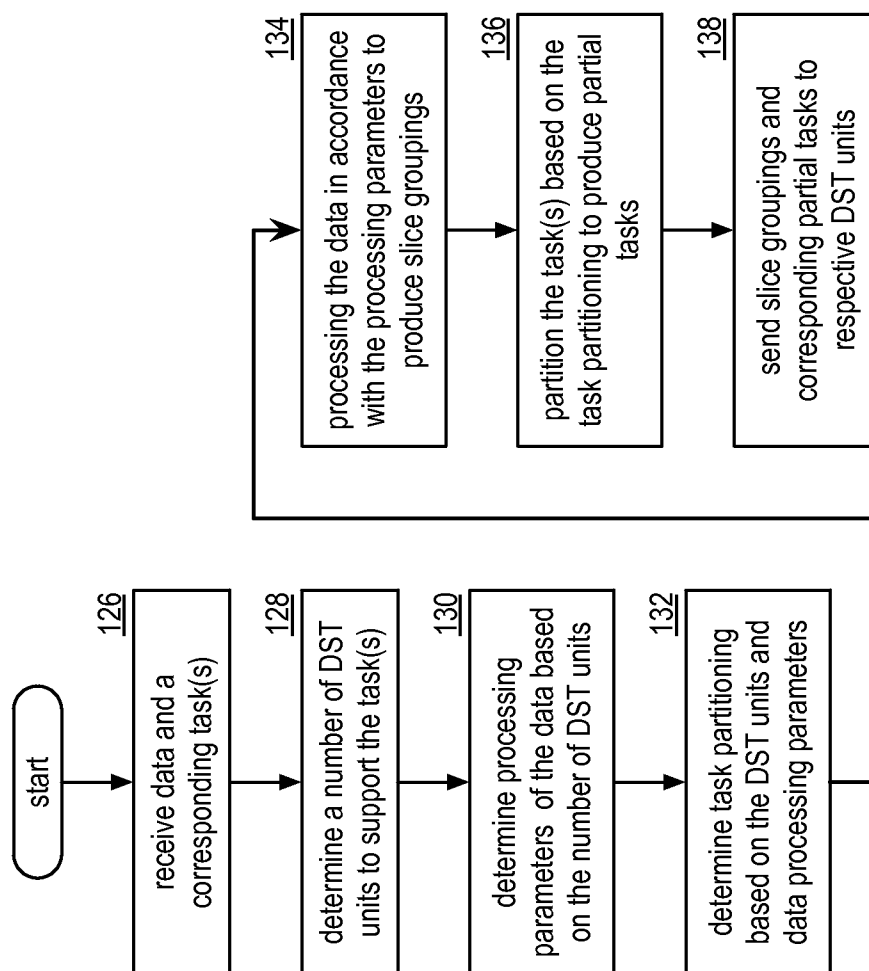 start
126
receive data and a
corresponding task(s)
128
determine a number of DST
units to support the task(s)
130
determine processing
parameters of the data based
on the number of DST units
132
determine task partitioning
based on the DST units and
data processing parameters
134
processing the data in accordance
with the processing parameters to
produce slice groupings
136
partition the task(s) based on the
task partitioning to produce partial
tasks
138
send slice groupings and
corresponding partial tasks to
respective DST units